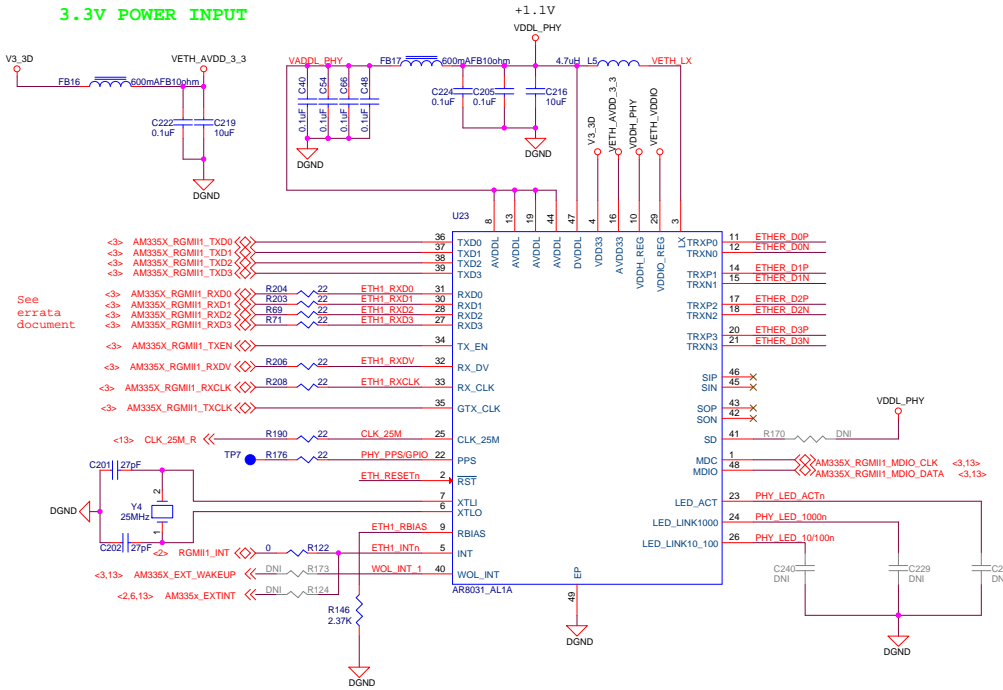 3.3V POWER INPUT
+1.1V
VDDL_PHY
V3_3D
VETH_AVDD_3_3
FB16
600mAFB10ohm
C222
0.1uF
C219
10uF
DGND
VADDL_PHY
FB17
600mAFB10ohm
4.7uH
L5
VETH_LX
C40
0.1uF
C54
0.1uF
C66
0.1uF
C48
0.1uF
DGND
C224
0.1uF
C205
0.1uF
C216
10uF
DGND
V3_3D
VETH_AVDD_3_3
VDDH_PHY
VETH_VDDIO
U23
8
13
19
44
47
4
16
10
29
3
AVDDL
AVDDL
AVDDL
AVDDL
DVDDL
VDD33
AVDD33
VDDH_REG
VDDIO_REG
LX
<3> AM335X_RGMII1_TXD0 36 TXD0
<3> AM335X_RGMII1_TXD1 37 TXD1
<3> AM335X_RGMII1_TXD2 38 TXD2
<3> AM335X_RGMII1_TXD3 39 TXD3
See
errata
document
<3> AM335X_RGMII1_RXD0 R204 22 ETH1_RXD0 31 RXD0
<3> AM335X_RGMII1_RXD1 R203 22 ETH1_RXD1 30 RXD1
<3> AM335X_RGMII1_RXD2 R69 22 ETH1_RXD2 28 RXD2
<3> AM335X_RGMII1_RXD3 R71 22 ETH1_RXD3 27 RXD3
<3> AM335X_RGMII1_TXEN 34 TX_EN
<3> AM335X_RGMII1_RXDV R206 22 ETH1_RXDV 32 RX_DV
<3> AM335X_RGMII1_RXCLK R208 22 ETH1_RXCLK 33 RX_CLK
<3> AM335X_RGMII1_TXCLK 35 GTX_CLK
<13> CLK_25M_R R190 22 CLK_25M 25 CLK_25M
TP7 R176 22 PHY_PPS/GPIO 22 PPS
ETH_RESETn 2 RST
C201 27pF
7 XTLI
6 XTLO
DGND
Y4
25MHz
2
1
C202 27pF
ETH1_RBIAS 9 RBIAS
<2> RGMII1_INT 0 R122 ETH1_INTn 5 INT
<3,13> AM335X_EXT_WAKEUP DNI R173 WOL_INT_1 40 WOL_INT
<2,6,13> AM335x_EXTINT DNI R124
R146
2.37K
DGND
AR8031_AL1A
EP
49
DGND
TRXP0 11 ETHER_D0P
TRXN0 12 ETHER_D0N
TRXP1 14 ETHER_D1P
TRXN1 15 ETHER_D1N
TRXP2 17 ETHER_D2P
TRXN2 18 ETHER_D2N
TRXP3 20 ETHER_D3P
TRXN3 21 ETHER_D3N
SIP 46
SIN 45
SOP 43
SON 42
VDDL_PHY
SD 41 R170 DNI
MDC 1 AM335X_RGMII1_MDIO_CLK <3,13>
MDIO 48 AM335X_RGMII1_MDIO_DATA <3,13>
LED_ACT 23 PHY_LED_ACTn
LED_LINK1000 24 PHY_LED_1000n
LED_LINK10_100 26 PHY_LED_10/100n
C240
DNI
C229
DNI
DNI
DGND